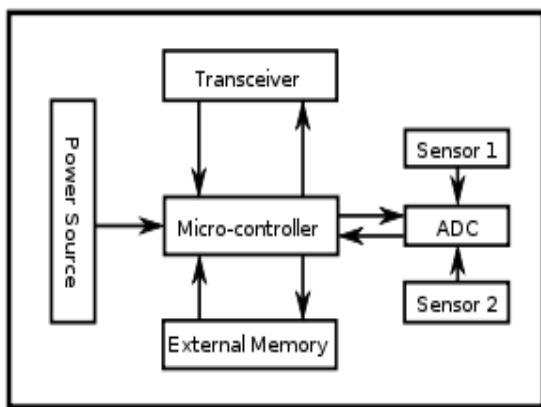 Transceiver
Power Source
Sensor 1
Micro-controller
ADC
Sensor 2
External Memory